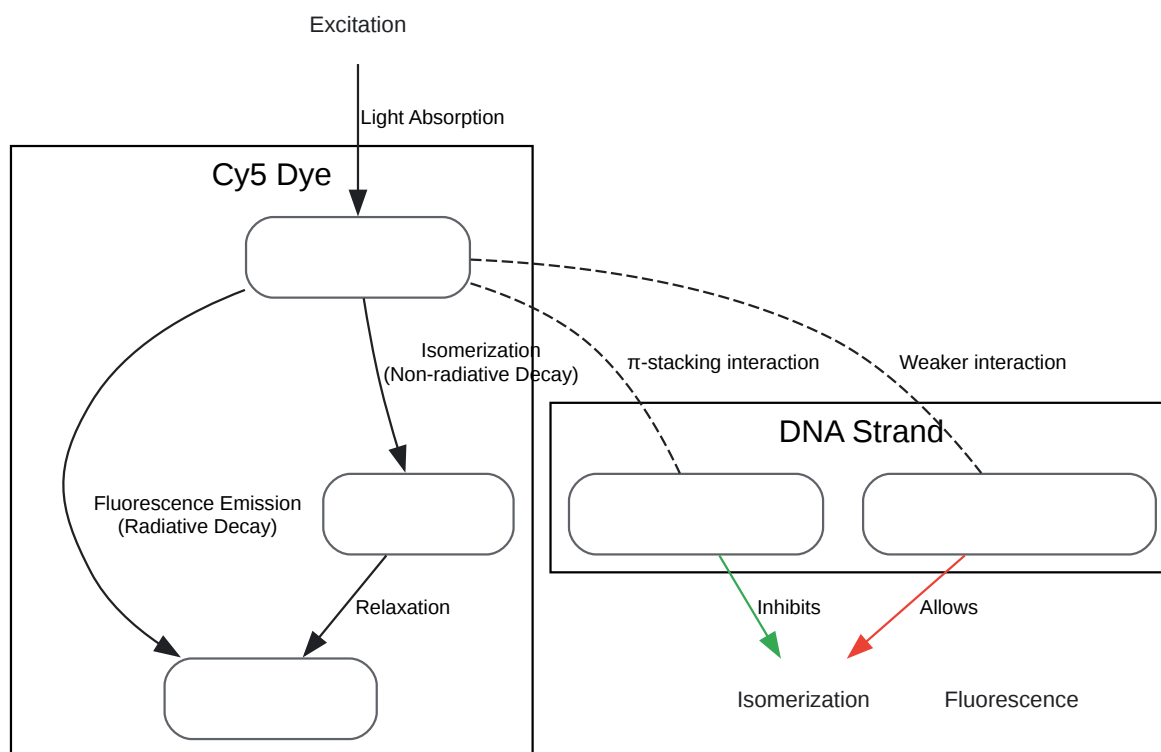 Excitation
Light Absorption
Cy5 Dye
Isomerization
(Non-radiative Decay)
π-stacking interaction
Weaker interaction
DNA Strand
Fluorescence Emission
(Radiative Decay)
Relaxation
Inhibits
Allows
Isomerization
Fluorescence